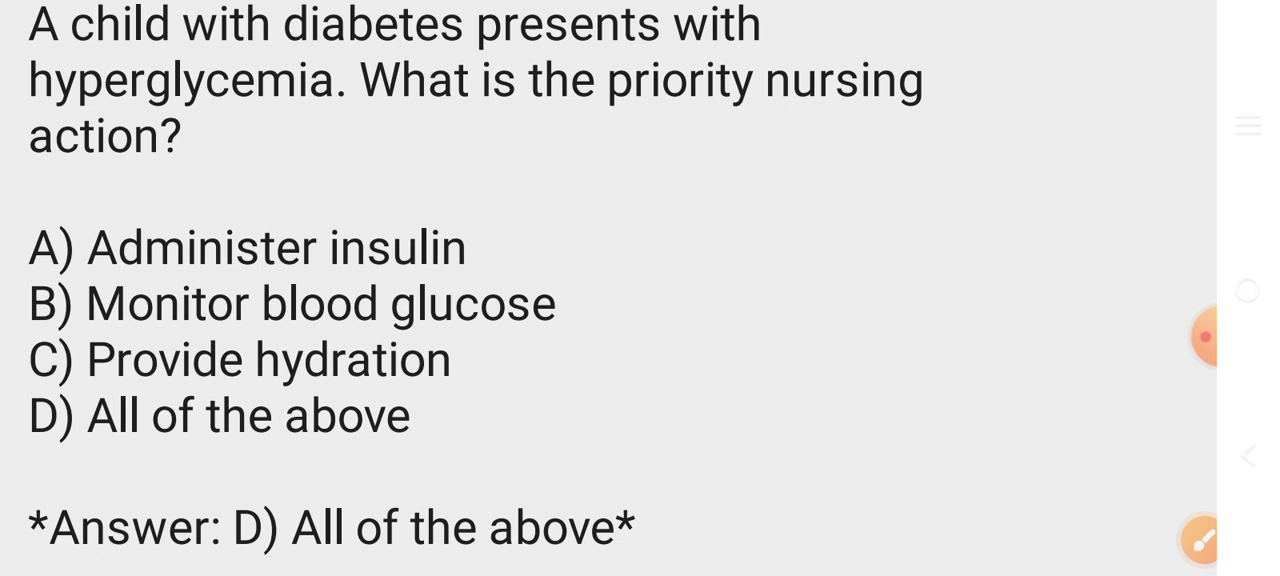 A child with diabetes presents with
hyperglycemia. What is the priority nursing
action?
A) Administer insulin
B) Monitor blood glucose
C) Provide hydration
D) All of the above
*Answer: D) All of the above*